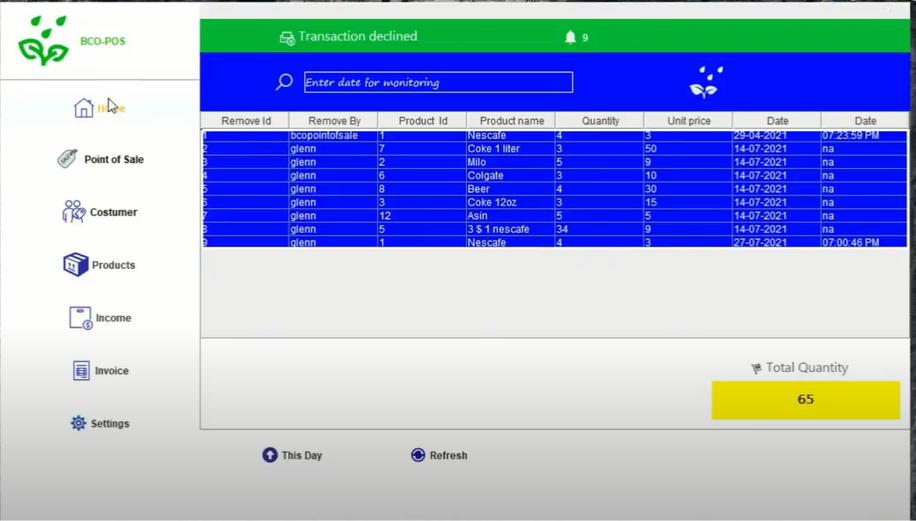 BCO-POS
Transaction declined
9
Enter date for monitoring
Home
Point of Sale
Costumer
Products
Income
Invoice
Settings
Remove Id Remove By Product Id Product name Quantity Unit price Date Date
1 bcopointofsale 1 Nescafe 4 3 29-04-2021 07:23:59 PM
2 glenn 7 Coke 1 liter 3 50 14-07-2021 na
3 glenn 2 Milo 5 9 14-07-2021 na
4 glenn 6 Colgate 3 10 14-07-2021 na
5 glenn 8 Beer 4 30 14-07-2021 na
6 glenn 3 Coke 12oz 3 15 14-07-2021 na
7 glenn 12 Asin 5 5 14-07-2021 na
8 glenn 5 3 $ 1 nescafe 34 9 14-07-2021 na
9 glenn 1 Nescafe 4 3 27-07-2021 07:00:46 PM
Total Quantity
65
This Day
Refresh